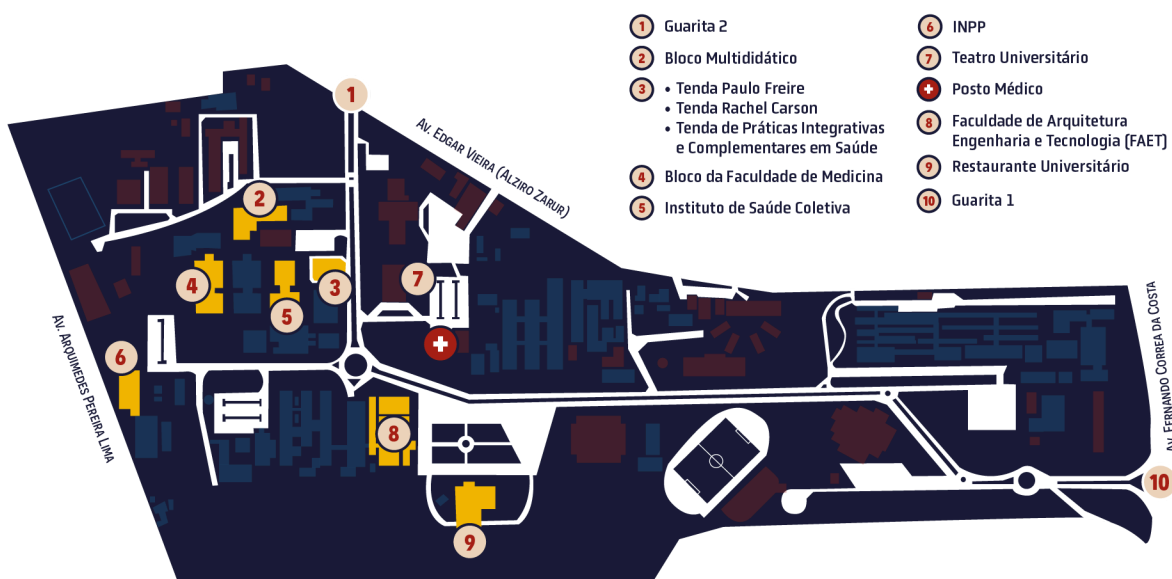 1 Guarita 2
2 Bloco Multididático
3 • Tenda Paulo Freire
• Tenda Rachel Carson
• Tenda de Práticas Integrativas
e Complementares em Saúde
4 Bloco da Faculdade de Medicina
5 Instituto de Saúde Coletiva
6 INPP
7 Teatro Universitário
Posto Médico
8 Faculdade de Arquitetura
Engenharia e Tecnologia (FAET)
9 Restaurante Universitário
10 Guarita 1
1
Av. Edgar Vieira (Alziro Zarur)
2
7
4
3
5
Av. Fernando Correa da Costa
6
Av. Arquimedes Pereira Lima
8
10
9